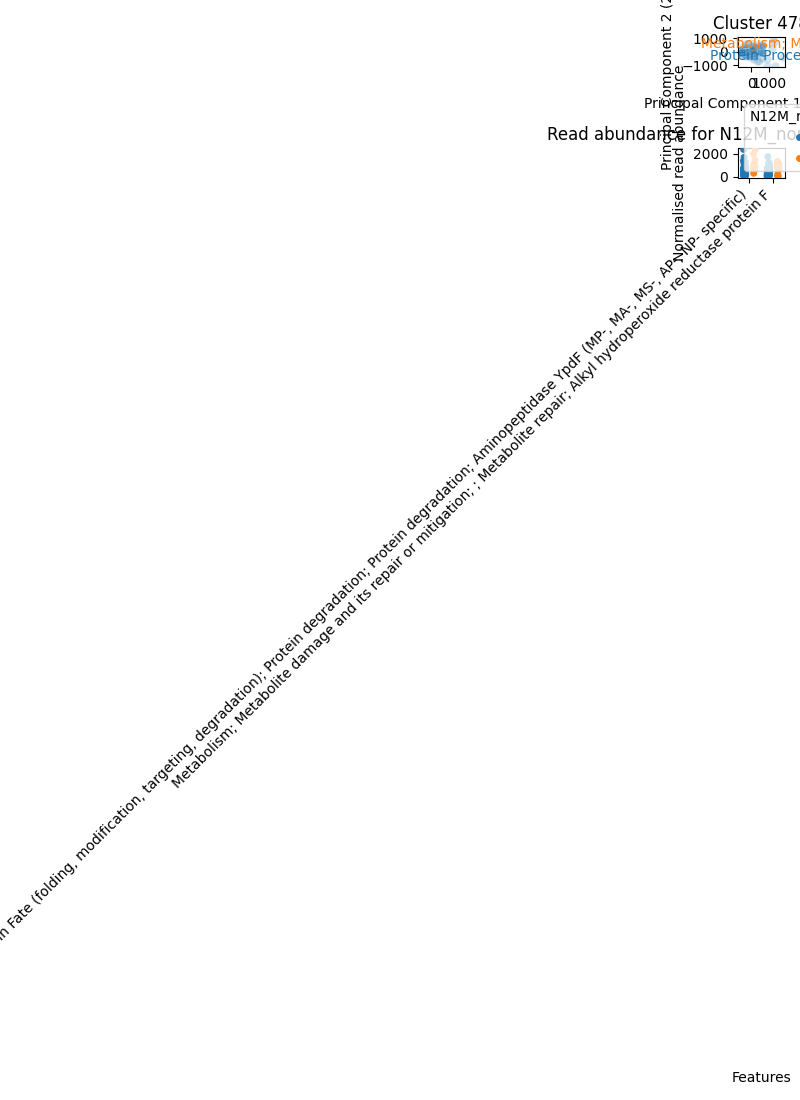 Cluster 478
Metabolism; M
Protein Proce
1000
0
−1000
0
1000
Principal Component 1
Principal Component 2 (2
N12M_n
Read abundance for N12M_no
2000
0
Normalised read abundance
in Fate (folding, modification, targeting, degradation); Protein degradation; Protein degradation; Aminopeptidase YpdF (MP-, MA-, MS-, AP-, NP- specific)
Metabolism; Metabolite damage and its repair or mitigation; ; Metabolite repair; Alkyl hydroperoxide reductase protein F
Features